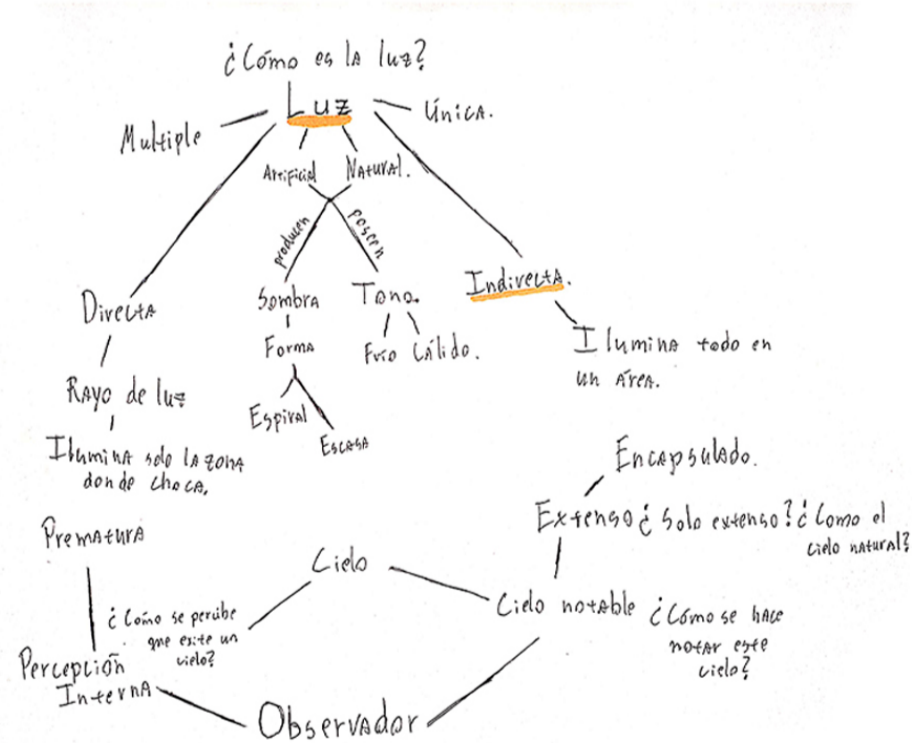 ¿Cómo es la luz?
Luz
Múltiple
Única.
Artificial
Natural.
producen
poseen
Directa
Sombra
Tono.
Indirecta.
Forma
Frío Cálido.
Ilumina todo en
un área.
Rayo de luz
Espiral
Escasa
Ilumina solo la zona
donde choca.
Encapsulado.
Extenso ¿Solo extenso? ¿Como el
cielo natural?
Prematura
Cielo
¿Cómo se percibe
que existe un
cielo?
Cielo notable ¿Cómo se hace
notar este
cielo?
Percepción
Interna
Observador